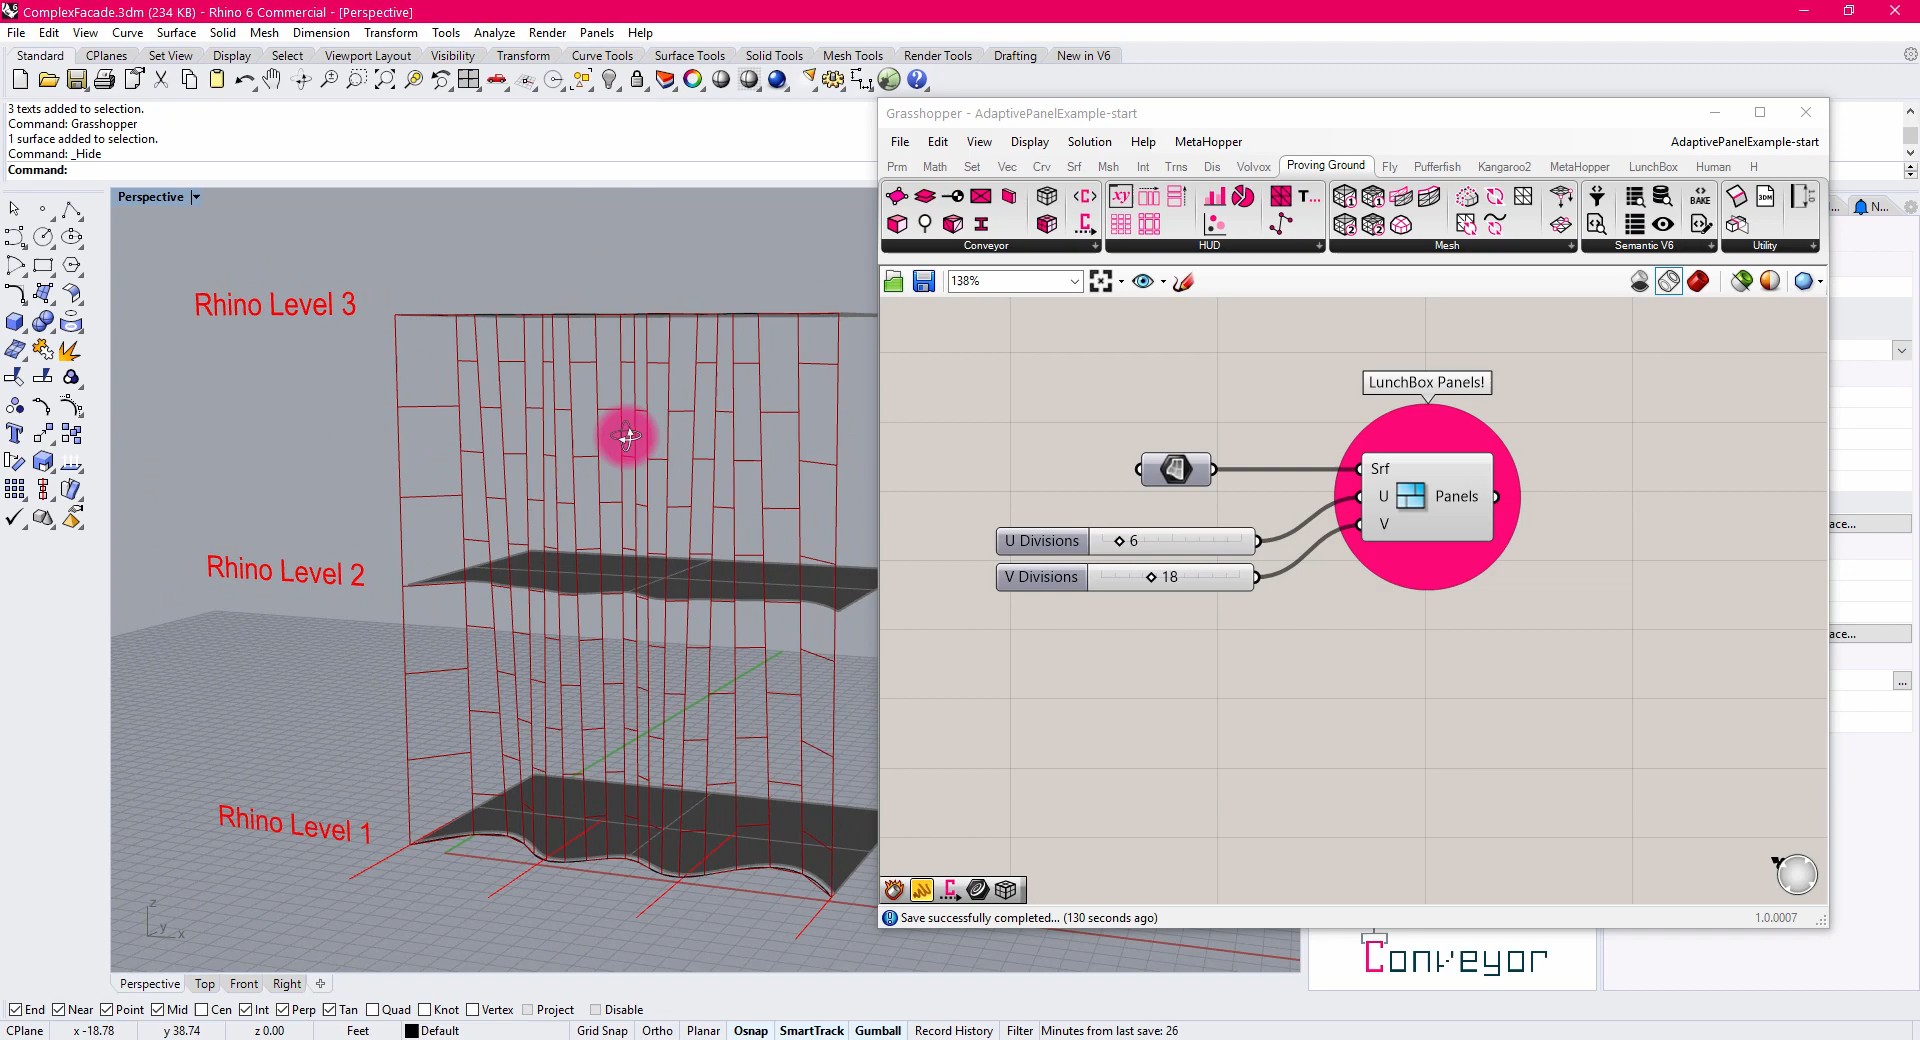 ComplexFacade.3dm (234 KB) - Rhino 6 Commercial - [Perspective]
File Edit View Curve Surface Solid Mesh Dimension Transform Tools Analyze Render Panels Help
Standard CPlanes Set View Display Select Viewport Layout Visibility Transform Curve Tools Surface Tools Solid Tools Mesh Tools Render Tools Drafting New in V6
3 texts added to selection.
Command: Grasshopper
1 surface added to selection.
Command: _Hide
Command:
Perspective
Rhino Level 3
Rhino Level 2
Rhino Level 1
z
y
x
Grasshopper - AdaptivePanelExample-start
File Edit View Display Solution Help MetaHopper AdaptivePanelExample-start
Prm Math Set Vec Crv Srf Msh Int Trns Dis Volvox Proving Ground Fly Pufferfish Kangaroo2 MetaHopper LunchBox Human H
Conveyor HUD Mesh Semantic V6 Utility
138%
LunchBox Panels!
Srf
U Panels
V
U Divisions 6
V Divisions 18
Save successfully completed... (130 seconds ago) 1.0.0007
N...
ace...
ace...
...
Conveyor
Perspective Top Front Right
End Near Point Mid Cen Int Perp Tan Quad Knot Vertex Project Disable
CPlane x -18.78 y 38.74 z 0.00 Feet Default Grid Snap Ortho Planar Osnap SmartTrack Gumball Record History Filter Minutes from last save: 26